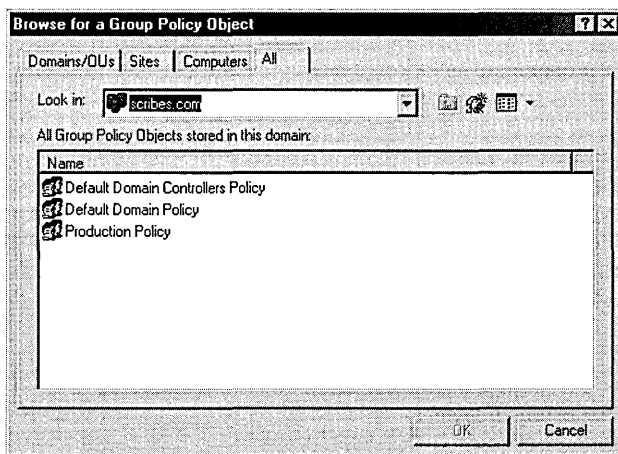 Browse for a Group Policy Object
Domains/OUs Sites Computers All
Look in: scribes.com
All Group Policy Objects stored in this domain:
Name
Default Domain Controllers Policy
Default Domain Policy
Production Policy
OK Cancel